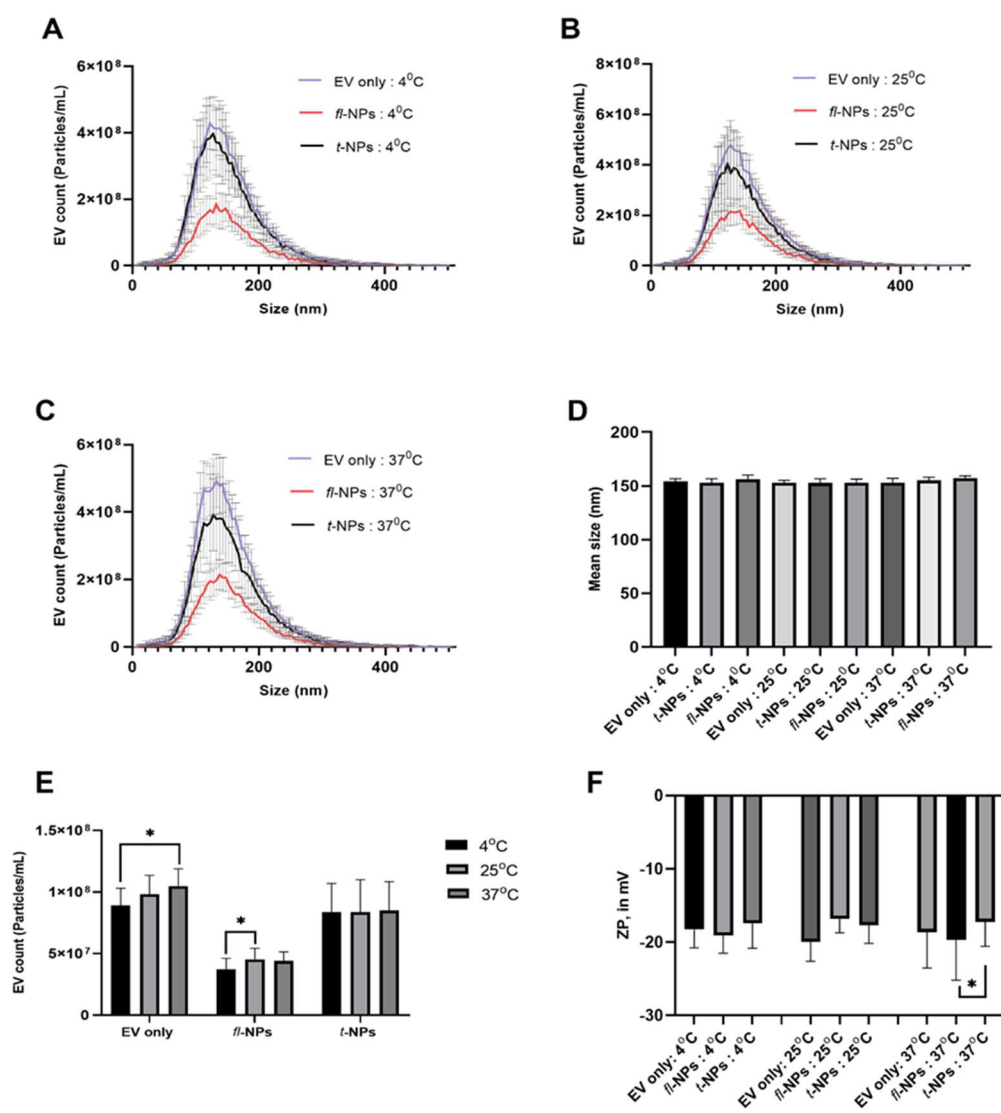 A
6×10⁸
4×10⁸
2×10⁸
0
0
200
400
EV count (Particles/mL)
Size (nm)
EV only : 4⁰C
fl-NPs : 4⁰C
t-NPs : 4⁰C
B
8×10⁸
6×10⁸
4×10⁸
2×10⁸
0
0
200
400
EV count (Particles/mL)
Size (nm)
EV only : 25⁰C
fl-NPs : 25⁰C
t-NPs : 25⁰C
C
6×10⁸
4×10⁸
2×10⁸
0
0
200
400
EV count (Particles/mL)
Size (nm)
EV only : 37⁰C
fl-NPs : 37⁰C
t-NPs : 37⁰C
D
200
150
100
50
0
Mean size (nm)
EV only : 4⁰C
t-NPs : 4⁰C
fl-NPs : 4⁰C
EV only : 25⁰C
t-NPs : 25⁰C
fl-NPs : 25⁰C
EV only : 37⁰C
t-NPs : 37⁰C
fl-NPs : 37⁰C
E
1.5×10⁸
1×10⁸
5×10⁷
0
EV count (Particles/mL)
*
*
EV only
fl-NPs
t-NPs
4⁰C
25⁰C
37⁰C
F
0
-10
-20
-30
ZP, in mV
*
EV only: 4⁰C
fl-NPs : 4⁰C
t-NPs : 4⁰C
EV only: 25⁰C
fl-NPs : 25⁰C
t-NPs : 25⁰C
EV only: 37⁰C
fl-NPs : 37⁰C
t-NPs : 37⁰C